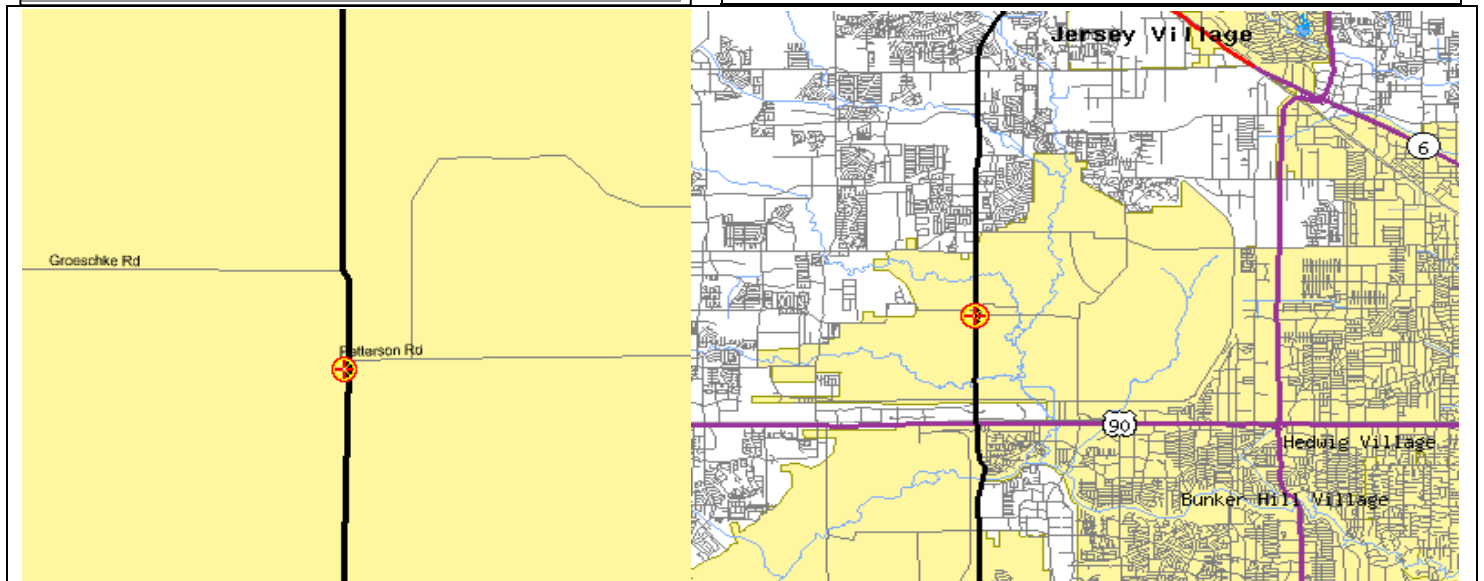 Groeschke Rd
Patterson Rd
Jersey Village
6
90
Hedwig Village
Bunker Hill Village